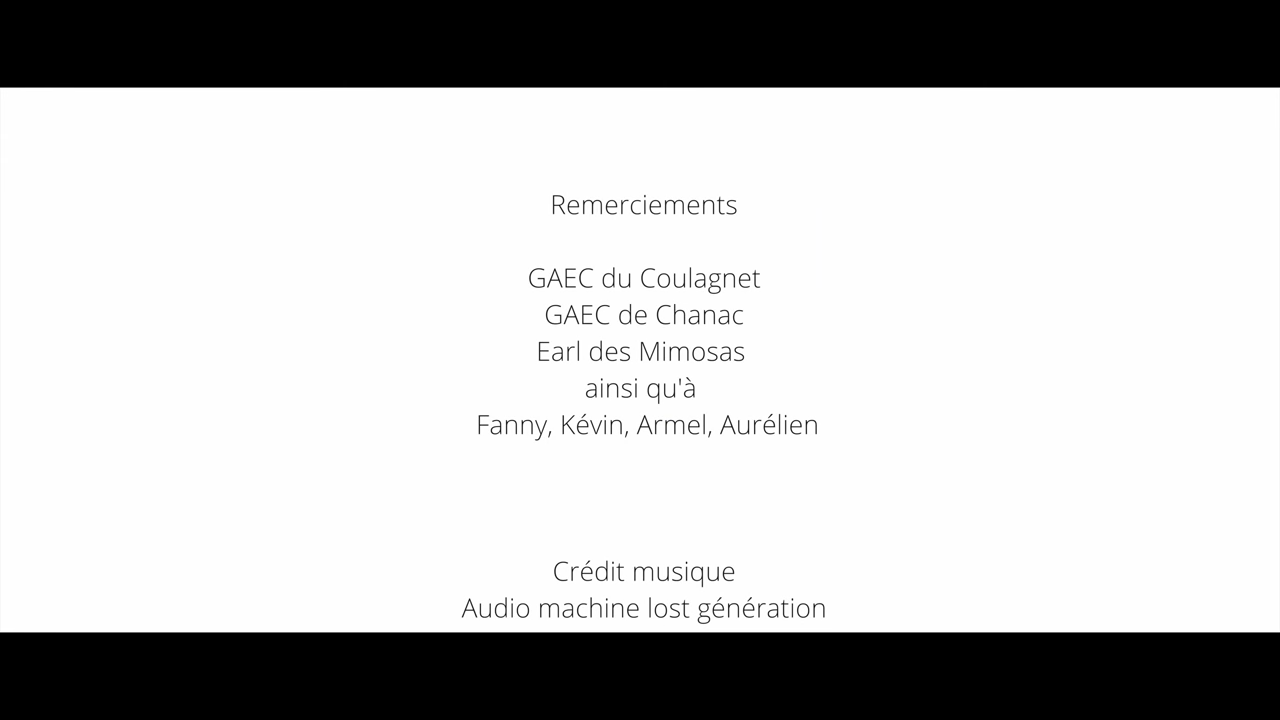 Remerciements
GAEC du Coulagnet
GAEC de Chanac
Earl des Mimosas
ainsi qu'à
Fanny, Kévin, Armel, Aurélien
Crédit musique
Audio machine lost génération